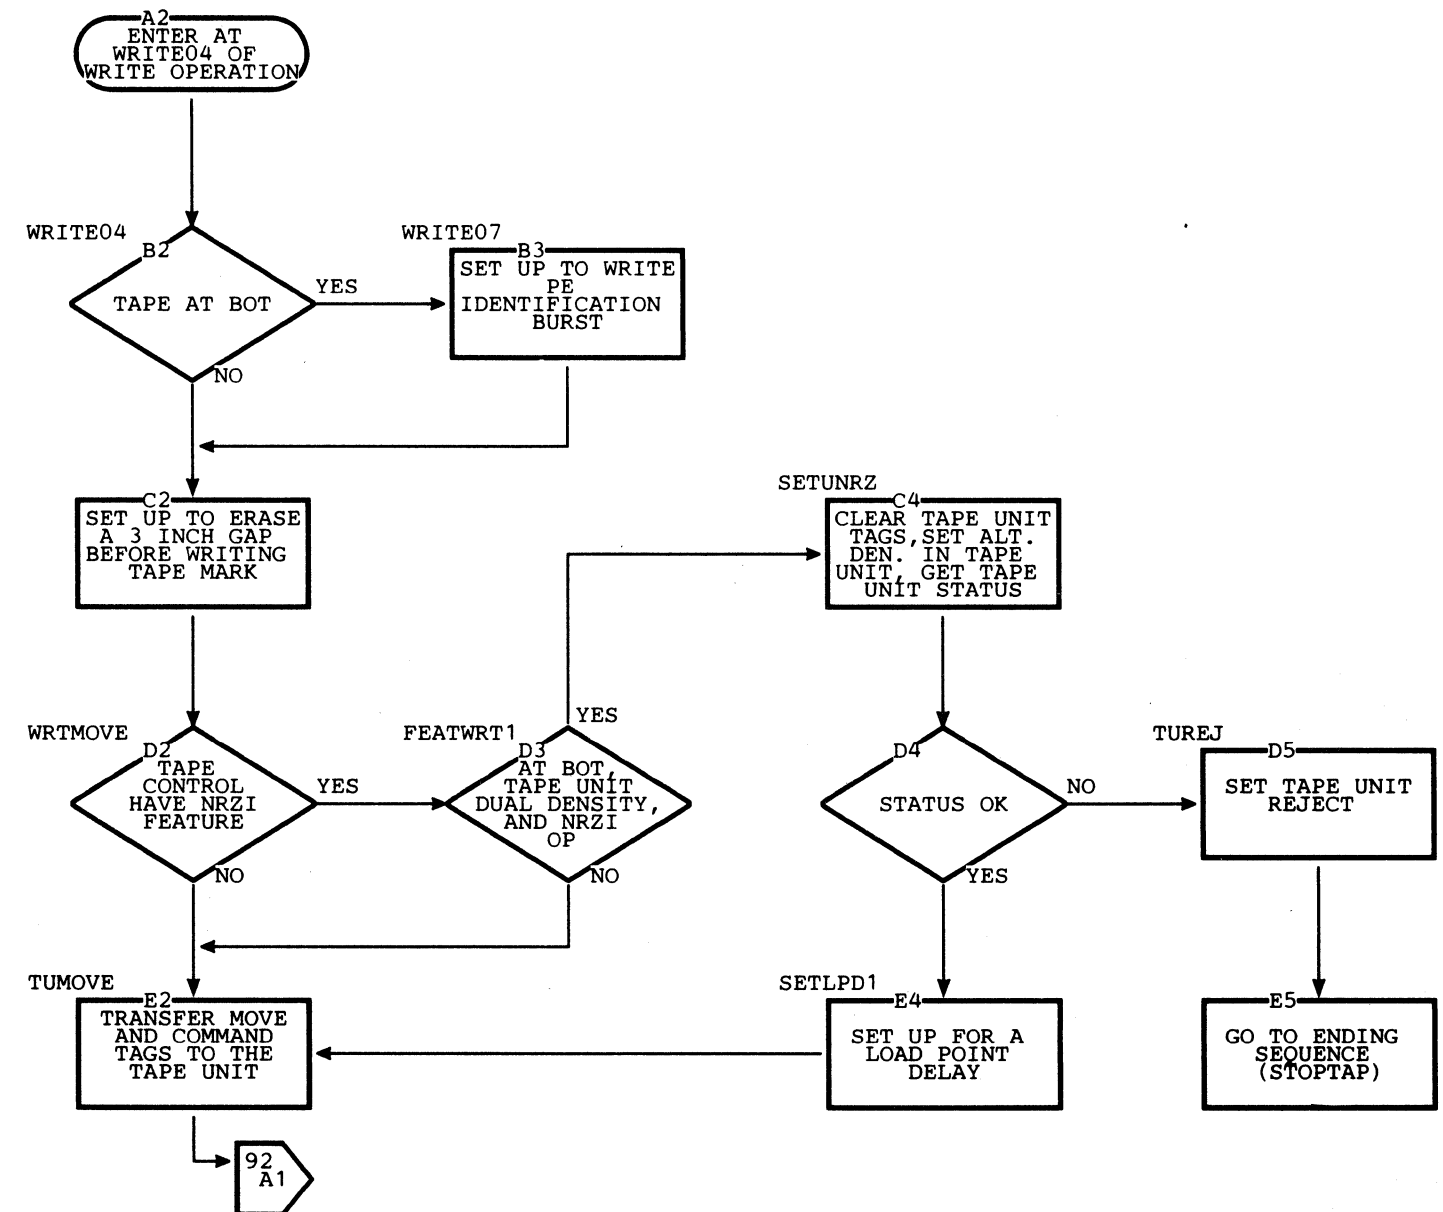 A2
ENTER AT
WRITE04 OF
WRITE OPERATION
WRITE04
B2
TAPE AT BOT
YES
NO
WRITE07
B3
SET UP TO WRITE
PE
IDENTIFICATION
BURST
C2
SET UP TO ERASE
A 3 INCH GAP
BEFORE WRITING
TAPE MARK
SETUNRZ
C4
CLEAR TAPE UNIT
TAGS,SET ALT.
DEN. IN TAPE
UNIT, GET TAPE
UNIT STATUS
WRTMOVE
D2
TAPE
CONTROL
HAVE NRZI
FEATURE
YES
NO
FEATWRT1
YES
D3
AT BOT,
TAPE UNIT
DUAL DENSITY,
AND NRZI
OP
NO
D4
STATUS OK
NO
YES
TUREJ
D5
SET TAPE UNIT
REJECT
TUMOVE
E2
TRANSFER MOVE
AND COMMAND
TAGS TO THE
TAPE UNIT
SETLPD1
E4
SET UP FOR A
LOAD POINT
DELAY
E5
GO TO ENDING
SEQUENCE
(STOPTAP)
92
A1